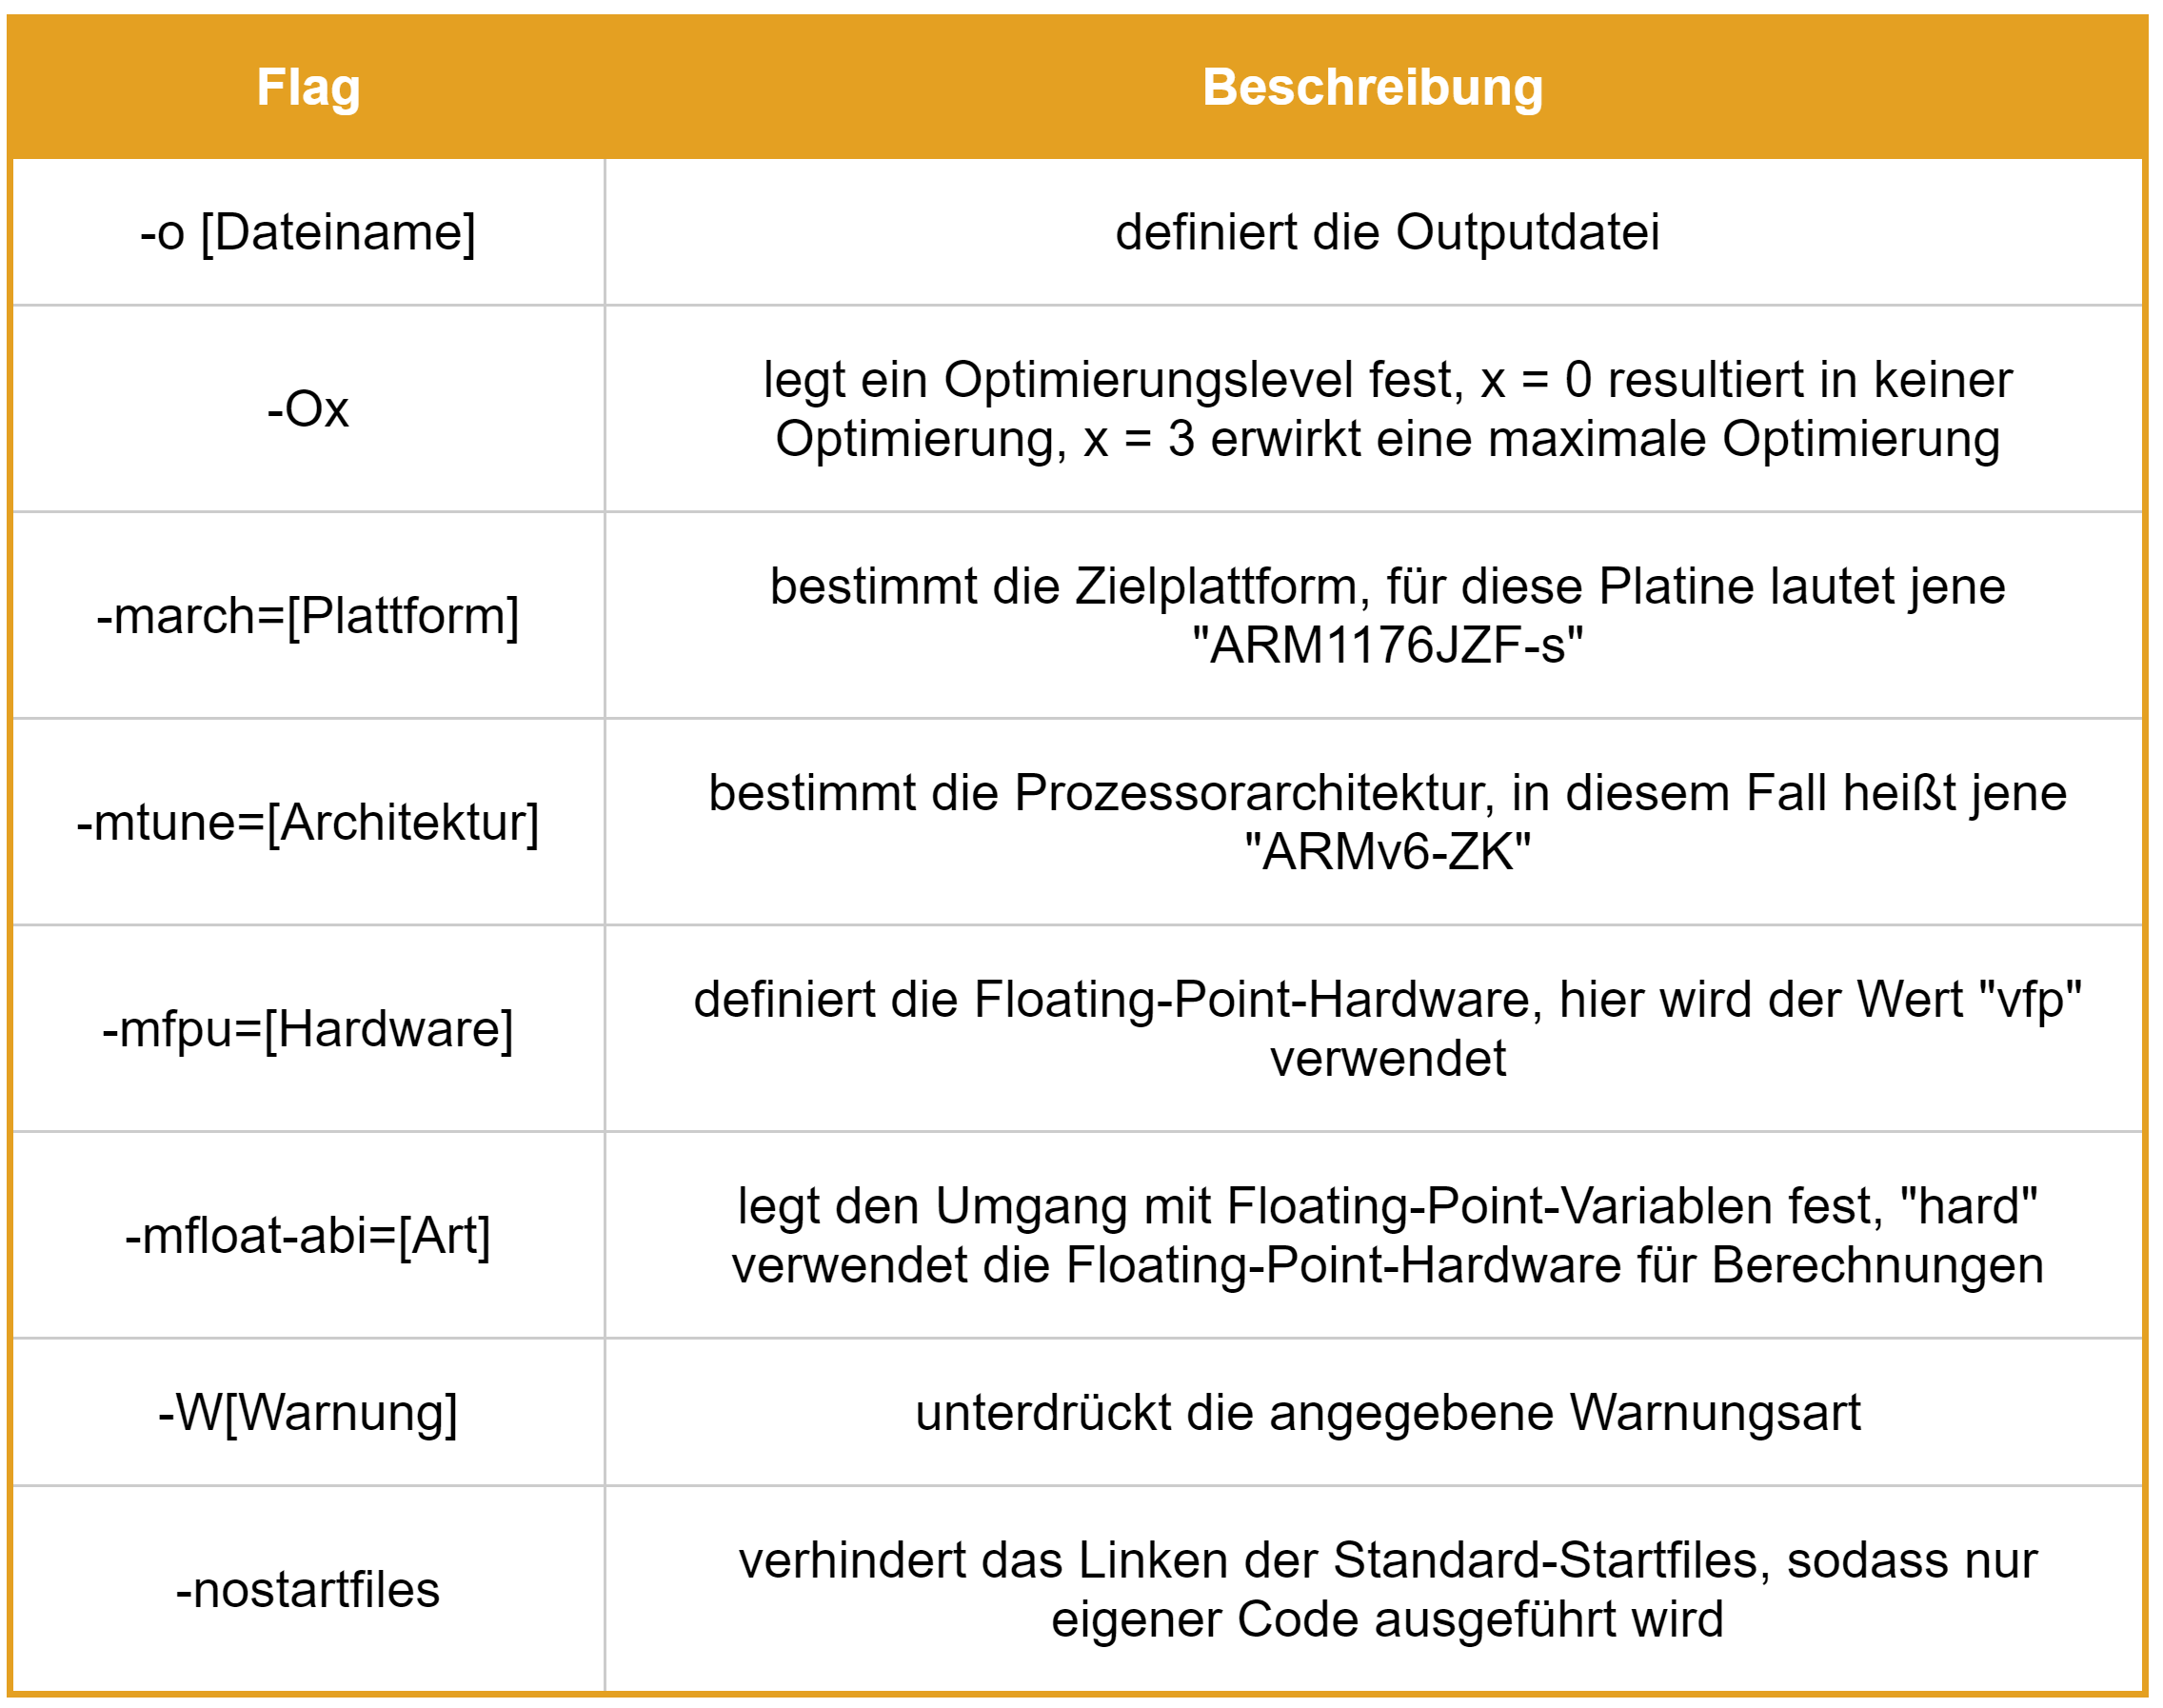 Flag Beschreibung
-o [Dateiname] definiert die Outputdatei
-Ox
legt ein Optimierungslevel fest, x = 0 resultiert in keiner
Optimierung, x = 3 erwirkt eine maximale Optimierung
-march=[Plattform]
bestimmt die Zielplattform, für diese Platine lautet jene
"ARM1176JZF-s"
-mtune=[Architektur]
bestimmt die Prozessorarchitektur, in diesem Fall heißt jene
"ARMv6-ZK"
-mfpu=[Hardware]
definiert die Floating-Point-Hardware, hier wird der Wert "vfp"
verwendet
-mfloat-abi=[Art]
legt den Umgang mit Floating-Point-Variablen fest, "hard"
verwendet die Floating-Point-Hardware für Berechnungen
-W[Warnung] unterdrückt die angegebene Warnungsart
-nostartfiles
verhindert das Linken der Standard-Startfiles, sodass nur
eigener Code ausgeführt wird